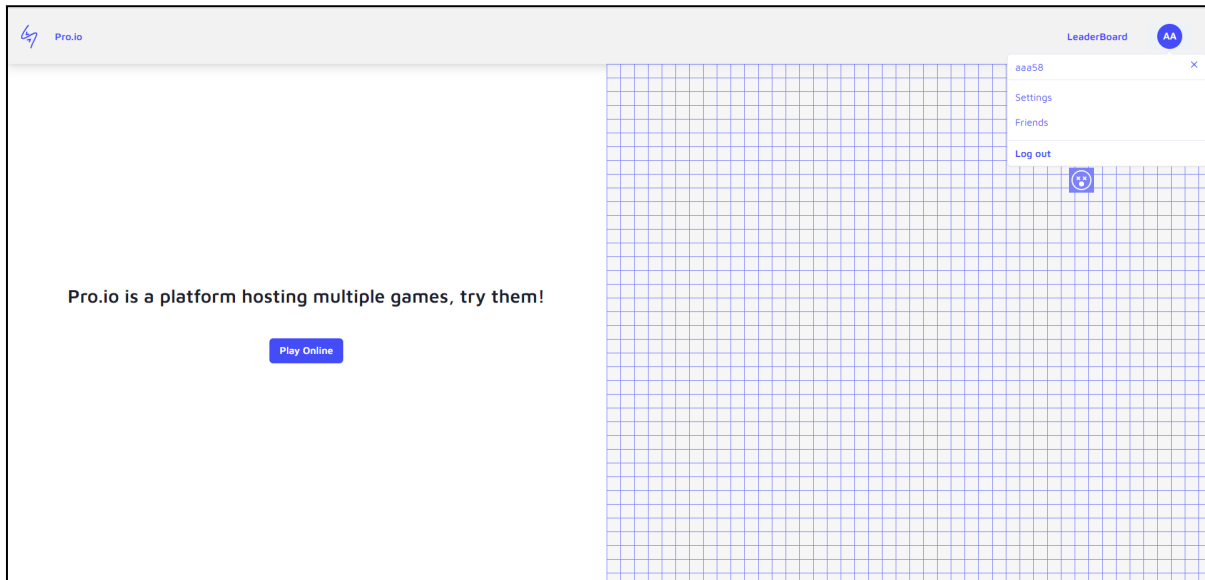 Pro.io
LeaderBoard
AA
aaa58
Settings
Friends
Log out
Pro.io is a platform hosting multiple games, try them!
Play Online